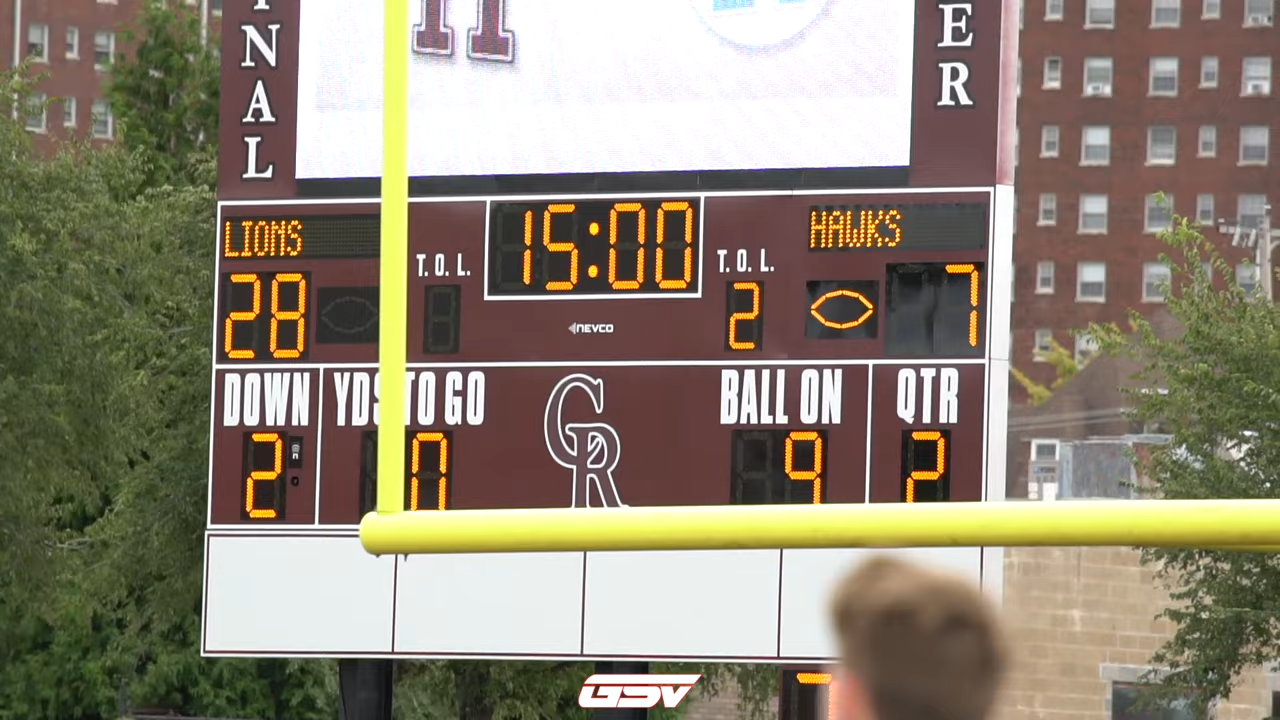 NAL
ER
LIONS
15:00
HAWKS
T.O.L.
T.O.L.
28
2
7
NEVCO
DOWN
YDS TO GO
BALL ON
QTR
CR
2
0
9
2
GSV